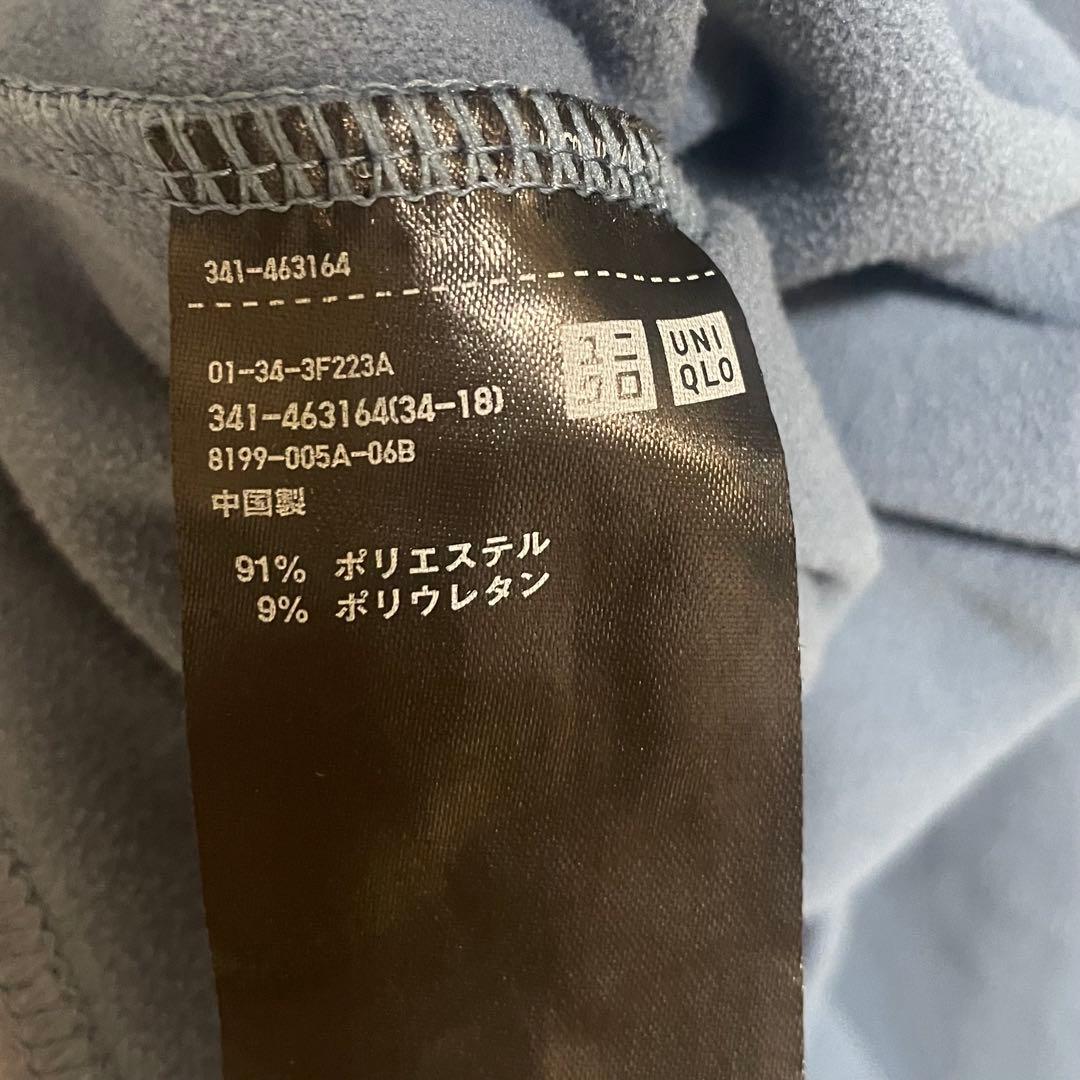 341-463164
01-34-3F223A
341-463164(34-18)
8199-005A-06B
中国製
ユニ
クロ
UNI
QLO
91% ポリエステル
9% ポリウレタン